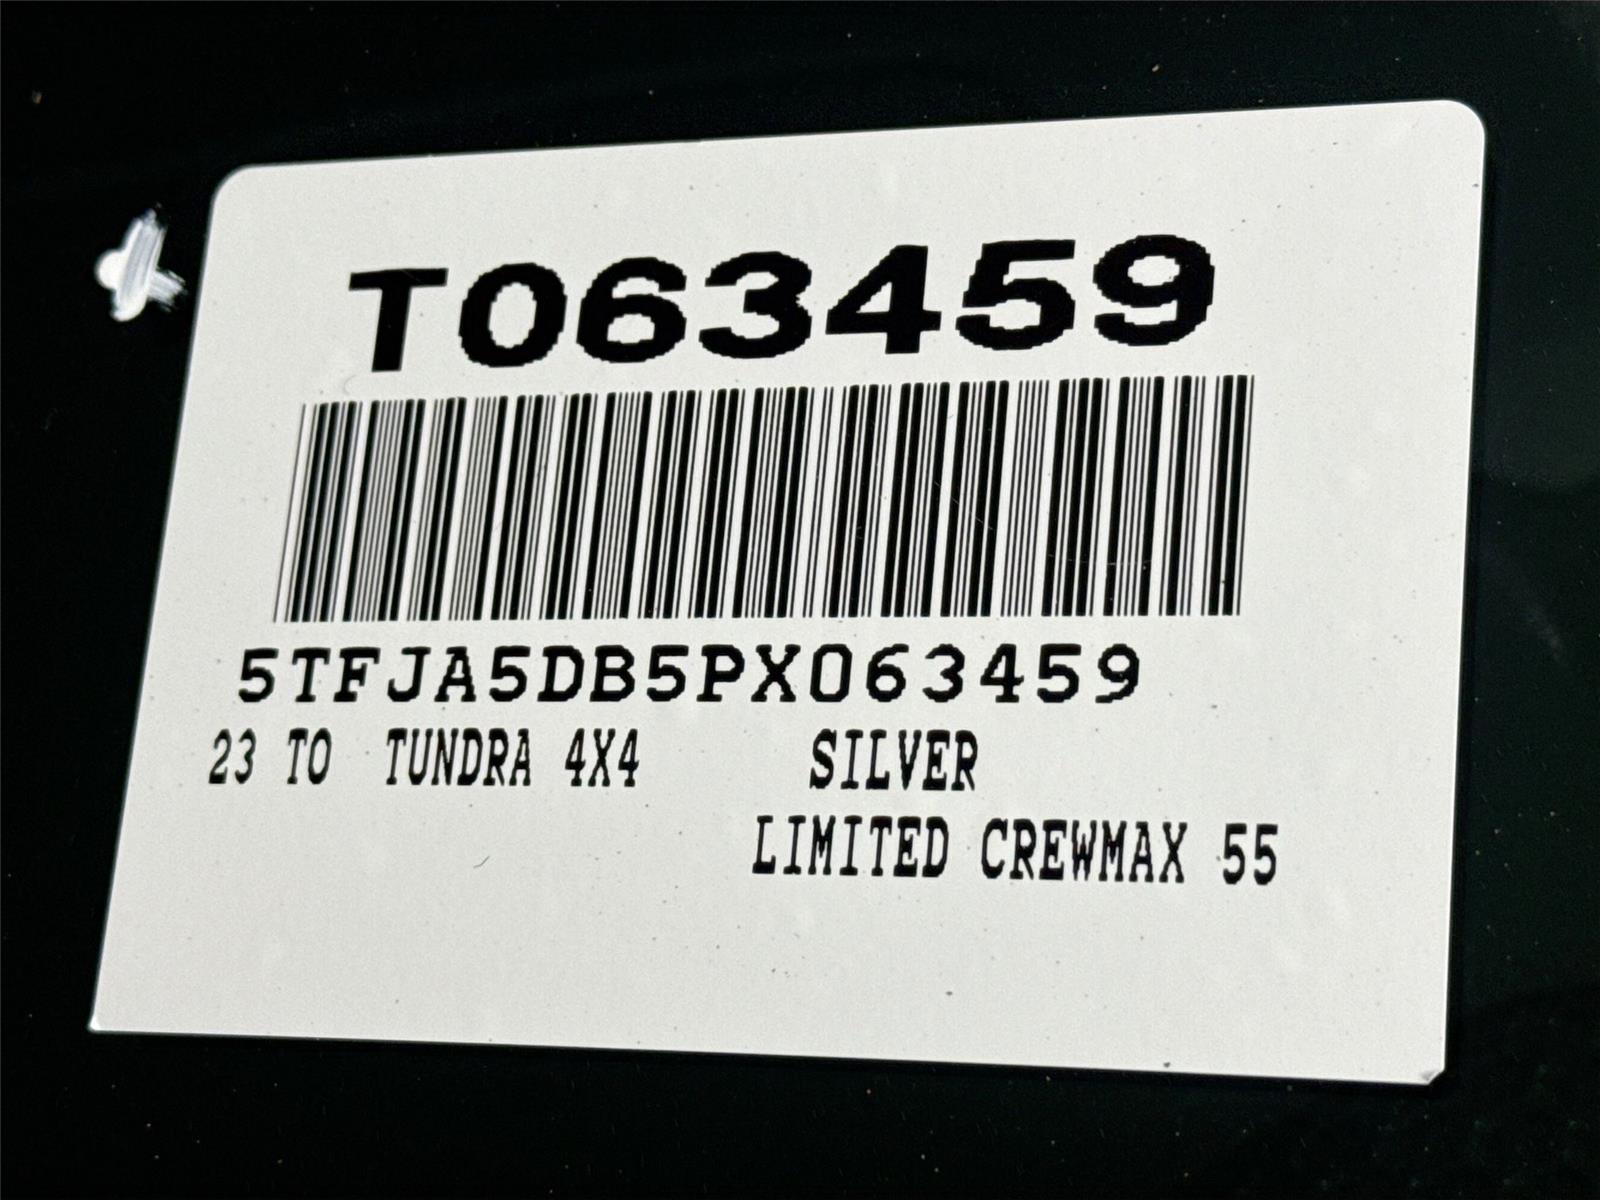 T063459
5TFJA5DB5PX063459
23 TO TUNDRA 4X4 SILVER
LIMITED CREWMAX 55